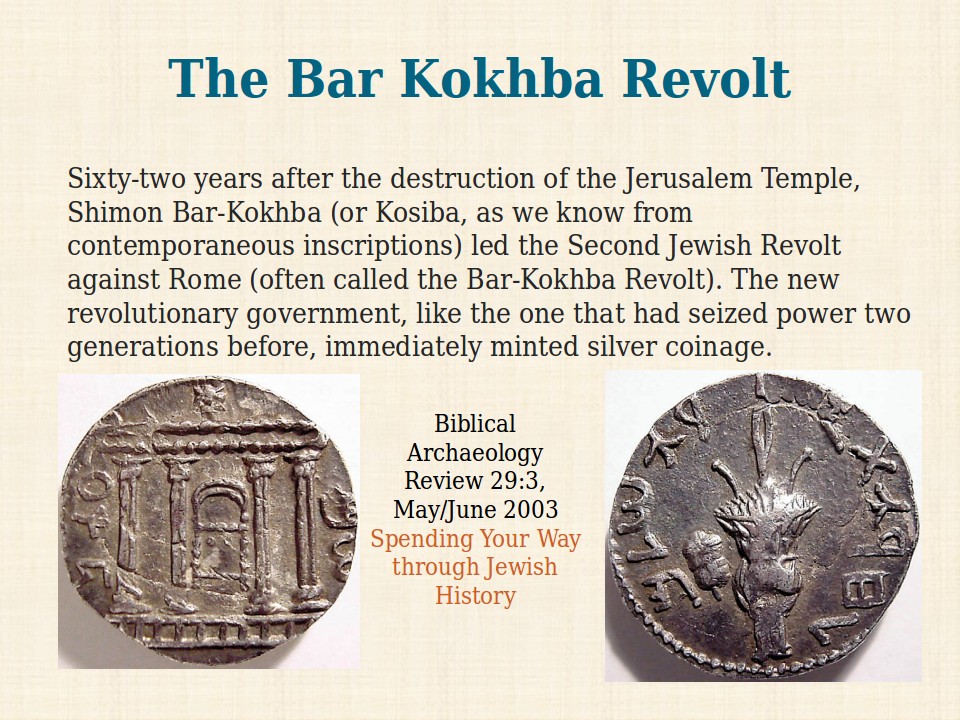 The Bar Kokhba Revolt
Sixty-two years after the destruction of the Jerusalem Temple,
Shimon Bar-Kokhba (or Kosiba, as we know from
contemporaneous inscriptions) led the Second Jewish Revolt
against Rome (often called the Bar-Kokhba Revolt). The new
revolutionary government, like the one that had seized power two
generations before, immediately minted silver coinage.
Biblical
Archaeology
Review 29:3,
May/June 2003
Spending Your Way
through Jewish
History